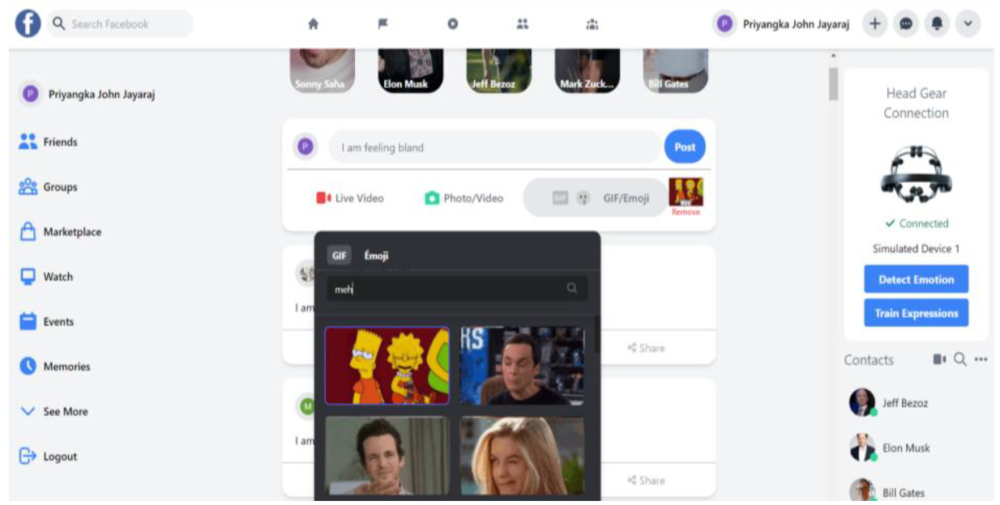 f
Search Facebook
P Priyangka John Jayaraj
Sonny Saha
Elon Musk
Jeff Bezoz
Mark Zuck...
Bill Gates
P Priyangka John Jayaraj
Friends
Groups
Marketplace
Watch
Events
Memories
See More
Logout
P I am feeling bland
Post
Live Video
Photo/Video
GIF GIF/Emoji
MEH
Remove
GIF Émoji
meh
I am
Share
M
I am
Share
Head Gear
Connection
Connected
Simulated Device 1
Detect Emotion
Train Expressions
Contacts
Jeff Bezoz
Elon Musk
Bill Gates